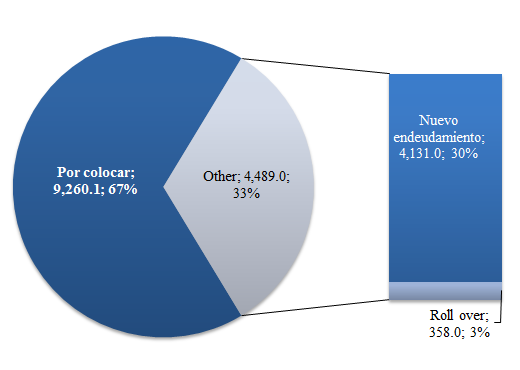 Por colocar;
9,260.1; 67%
Other; 4,489.0;
33%
Nuevo
endeudamiento;
4,131.0; 30%
Roll over;
358.0; 3%